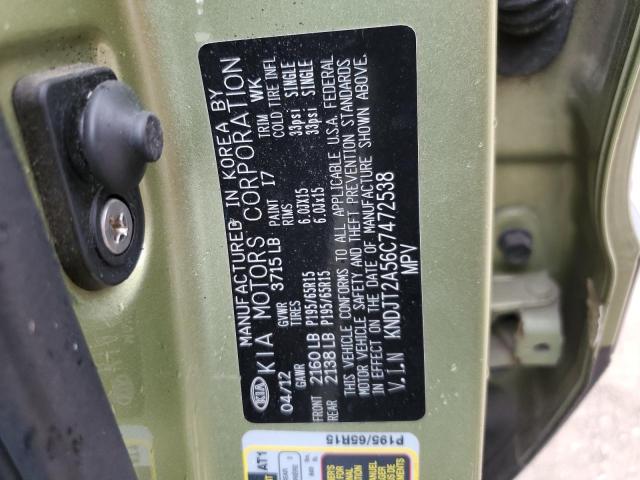 MANUFACTURED IN KOREA BY
KIA KIA MOTORS CORPORATION
04/12 GVWR 3715 LB PAINT I7 TRIM WK
GAWR TIRES RIMS COLD TIRE INFL
FRONT 2160 LB P195/65R15 6.0JX15 33psi SINGLE
REAR 2138 LB P195/65R15 6.0JX15 33psi SINGLE
THIS VEHICLE CONFORMS TO ALL APPLICABLE U.S.A. FEDERAL
MOTOR VEHICLE SAFETY AND THEFT PREVENTION STANDARDS
IN EFFECT ON THE DATE OF MANUFACTURE SHOWN ABOVE.
V.I.N KNDJT2A56C7472538
MPV
P195/65R15